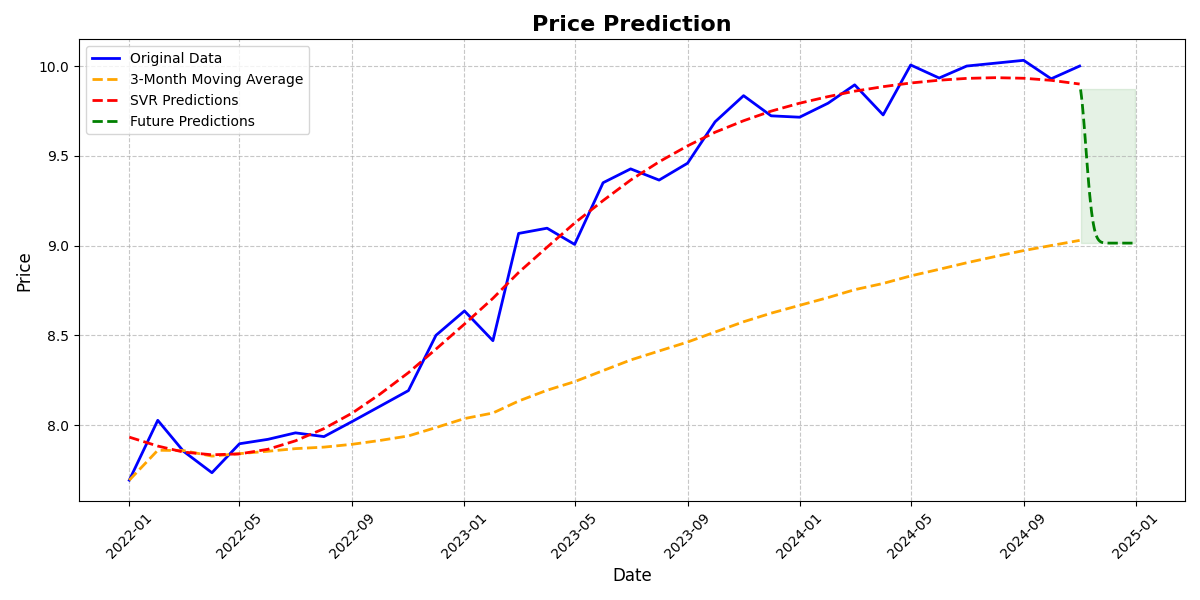 Price Prediction
Original Data
3-Month Moving Average
SVR Predictions
Future Predictions
10.0
9.5
9.0
8.5
8.0
Price
2022-01
2022-05
2022-09
2023-01
2023-05
2023-09
2024-01
2024-05
2024-09
2025-01
Date